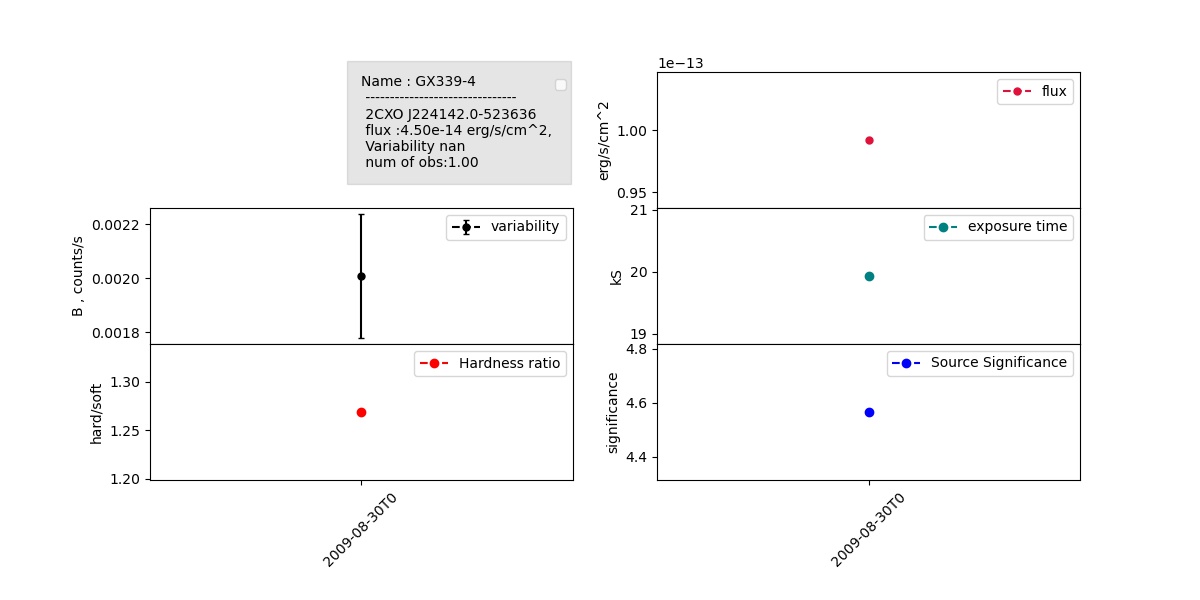 Name : GX339-4
-------------------------------
2CXO J224142.0-523636
flux :4.50e-14 erg/s/cm^2,
Variability nan
num of obs:1.00
B , counts/s
0.0022
0.0020
0.0018
variability
hard/soft
1.30
1.25
1.20
Hardness ratio
2009-08-30T0
1e−13
erg/s/cm^2
1.00
0.95
flux
kS
21
20
19
exposure time
significance
4.8
4.6
4.4
Source Significance
2009-08-30T0